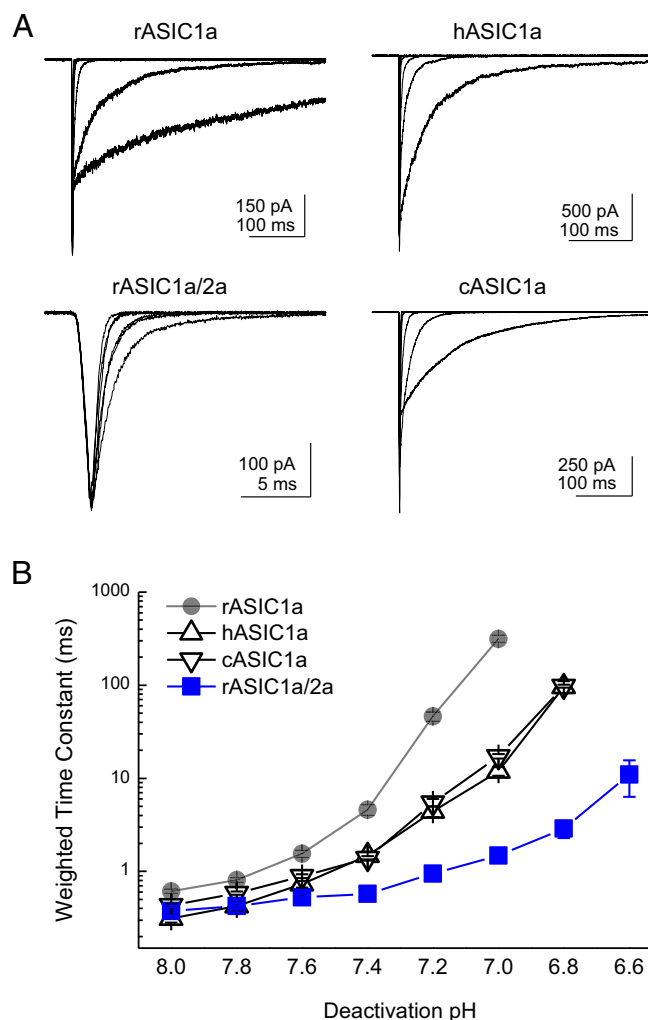 A
rASIC1a
hASIC1a
150 pA
100 ms
500 pA
100 ms
rASIC1a/2a
cASIC1a
100 pA
5 ms
250 pA
100 ms
B
rASIC1a
hASIC1a
cASIC1a
rASIC1a/2a
Weighted Time Constant (ms)
1000
100
10
1
8.0 7.8 7.6 7.4 7.2 7.0 6.8 6.6
Deactivation pH